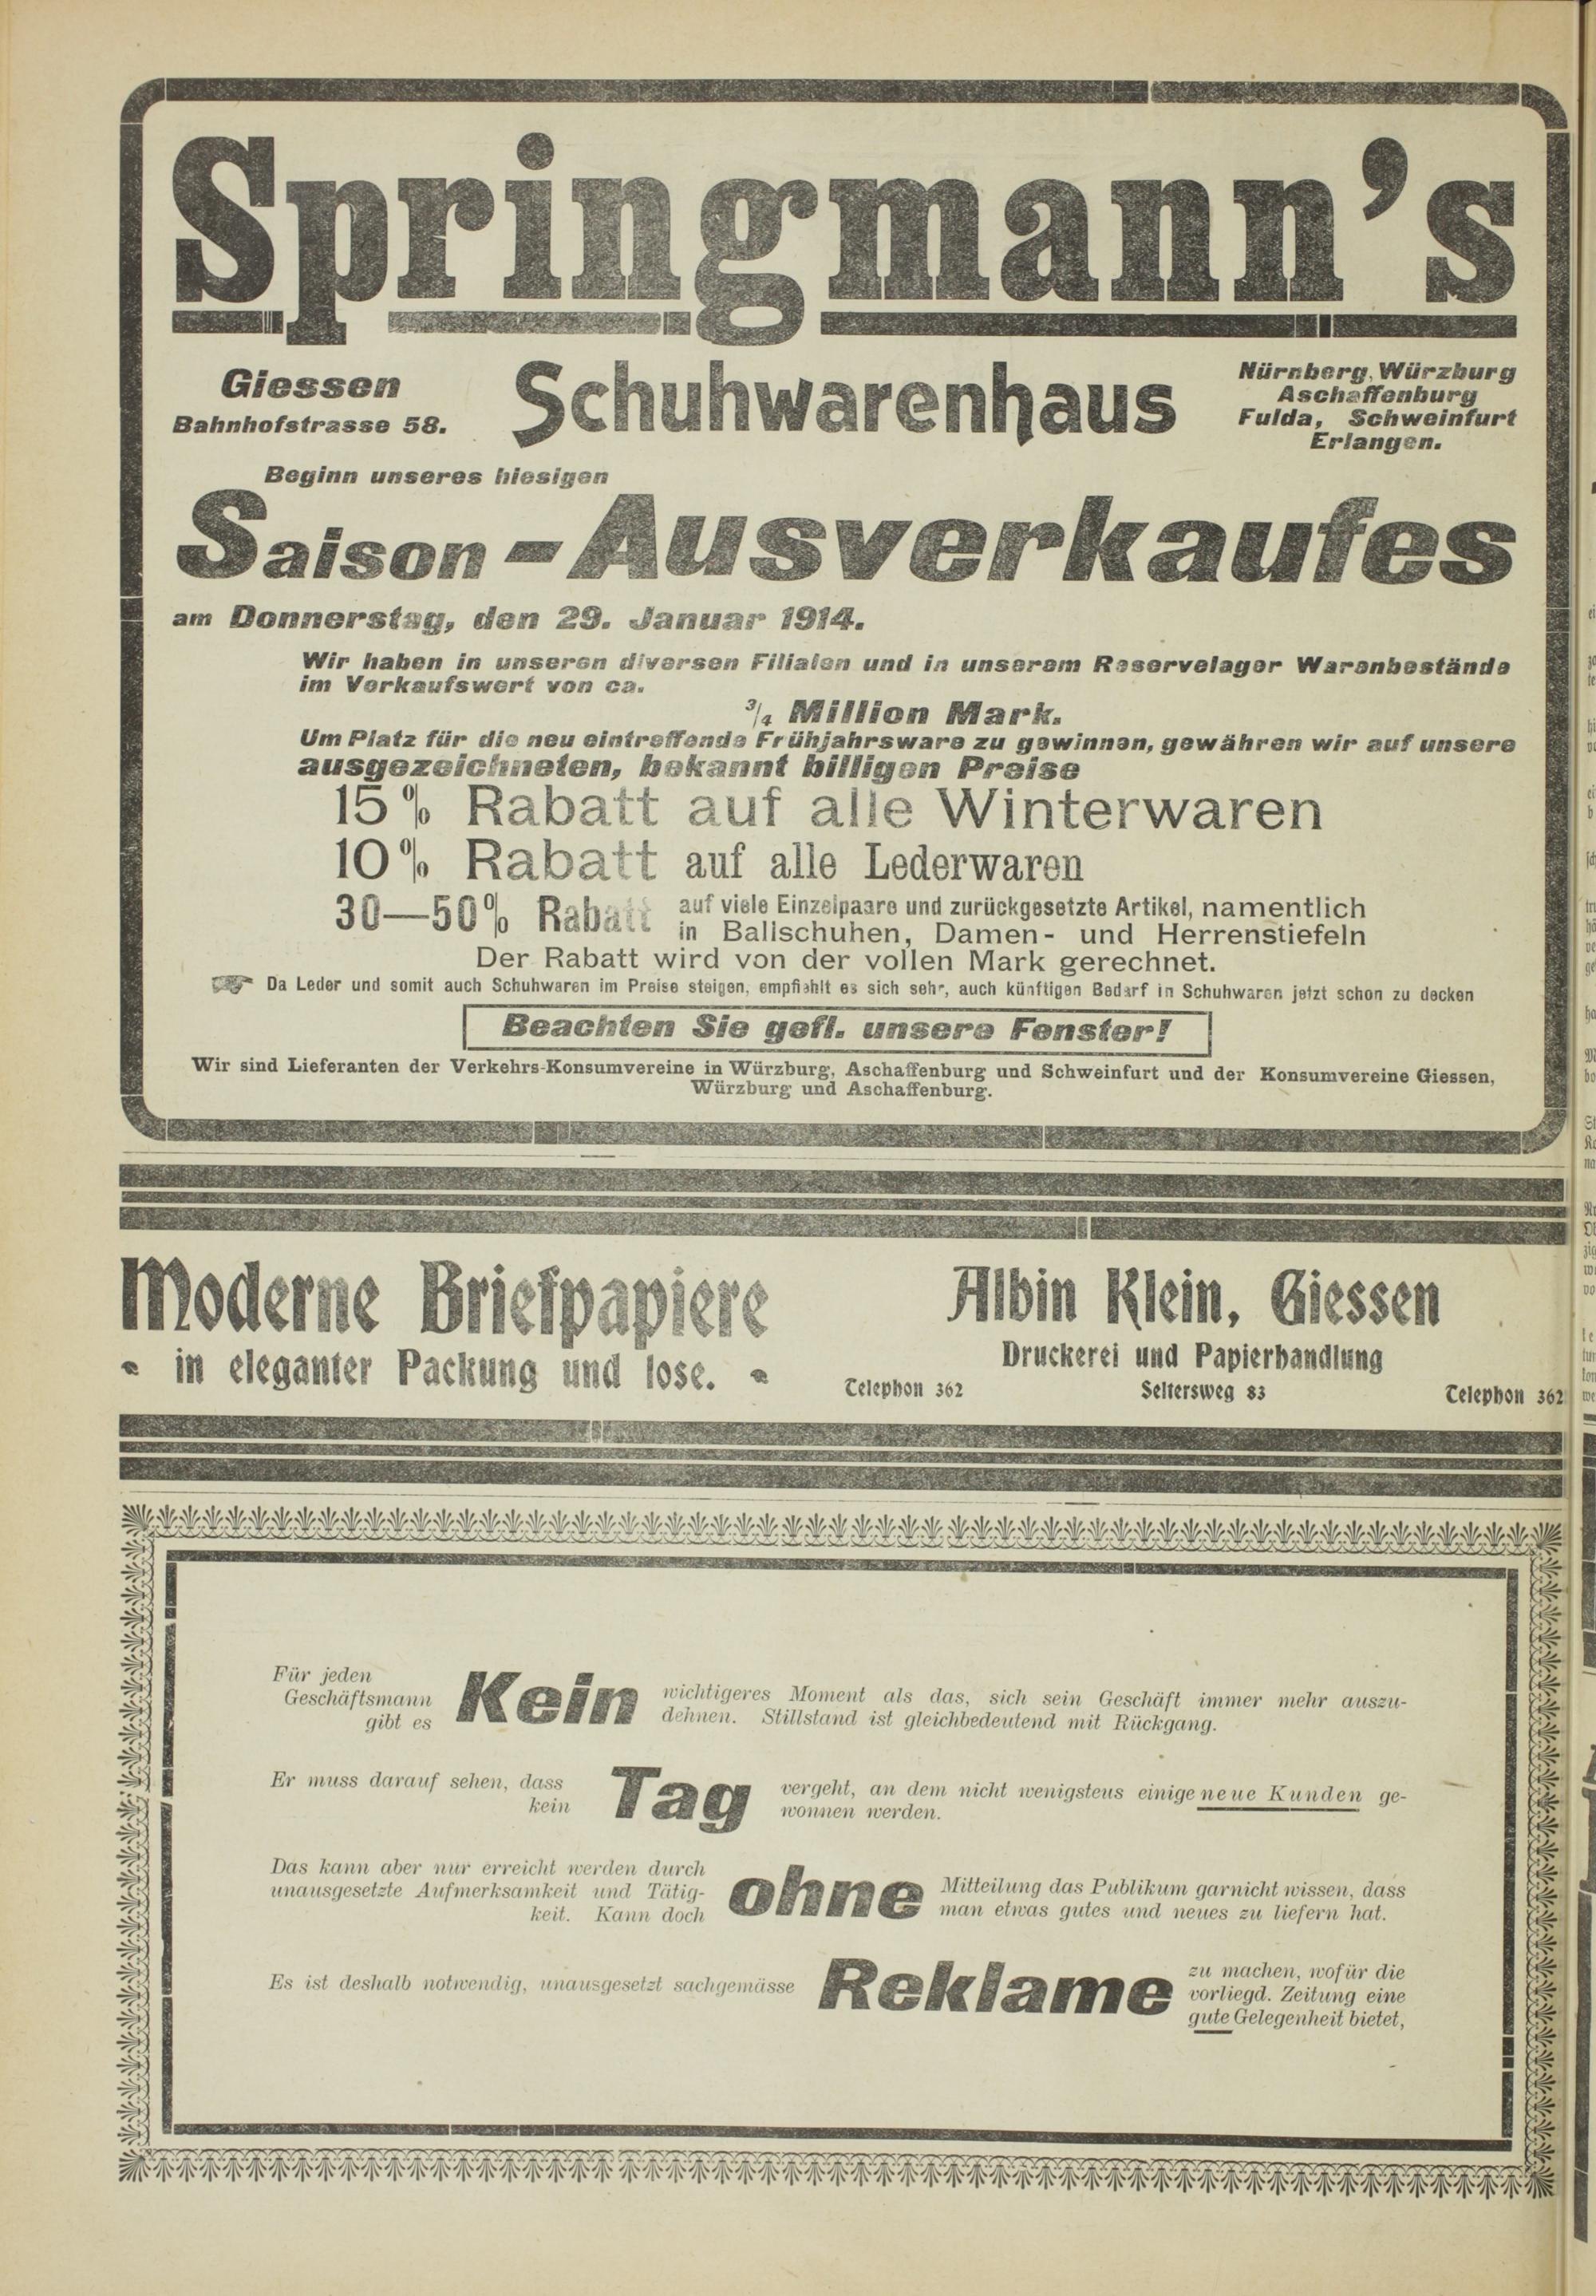 Springmann's
Giessen
Bahnhofstrasse 58.
Schuhwarenhaus
Nürnberg, Würzburg
Aschaffenburg
Fulda, Schweinfurt
Erlangen.
Beginn unseres hiesigen
Saison-Ausverkaufes
am Donnerstag, den 29. Januar 1914.
Wir haben in unseren diversen Filialen und in unserem Reservelager Warenbestände
im Verkaufswert von ca.
3/4 Million Mark.
Um Platz für die neu eintreffende Frühjahrsware zu gewinnen, gewähren wir auf unsere
ausgezeichneten, bekannt billigen Preise
15% Rabatt auf alle Winterwaren
10% Rabatt auf alle Lederwaren
30—50% Rabatt auf viele Einzelpaare und zurückgesetzte Artikel, namentlich
in Ballschuhen, Damen- und Herrenstiefeln
Der Rabatt wird von der vollen Mark gerechnet.
Da Leder und somit auch Schuhwaren im Preise steigen, empfiehlt es sich sehr, auch künftigen Bedarf in Schuhwaren jetzt schon zu decken
Beachten Sie gefl. unsere Fenster!
Wir sind Lieferanten der Verkehrs-Konsumvereine in Würzburg, Aschaffenburg und Schweinfurt und der Konsumvereine Giessen,
Würzburg und Aschaffenburg.
Moderne Briefpapiere
in eleganter Packung und lose.
Albin Klein, Giessen
Druckerei und Papierhandlung
Telephon 362 Seltersweg 83 Telephon 362
Für jeden
Geschäftsmann
gibt es
Kein
wichtigeres Moment als das, sich sein Geschäft immer mehr auszu-
dehnen. Stillstand ist gleichbedeutend mit Rückgang.
Er muss darauf sehen, dass
kein
Tag
vergeht, an dem nicht wenigstens einige neue Kunden ge-
wonnen werden.
Das kann aber nur erreicht werden durch
unausgesetzte Aufmerksamkeit und Tätig-
keit. Kann doch
ohne
Mitteilung das Publikum garnicht wissen, dass
man etwas gutes und neues zu liefern hat.
Es ist deshalb notwendig, unausgesetzt sachgemässe
Reklame
zu machen, wofür die
vorliegd. Zeitung eine
gute Gelegenheit bietet,